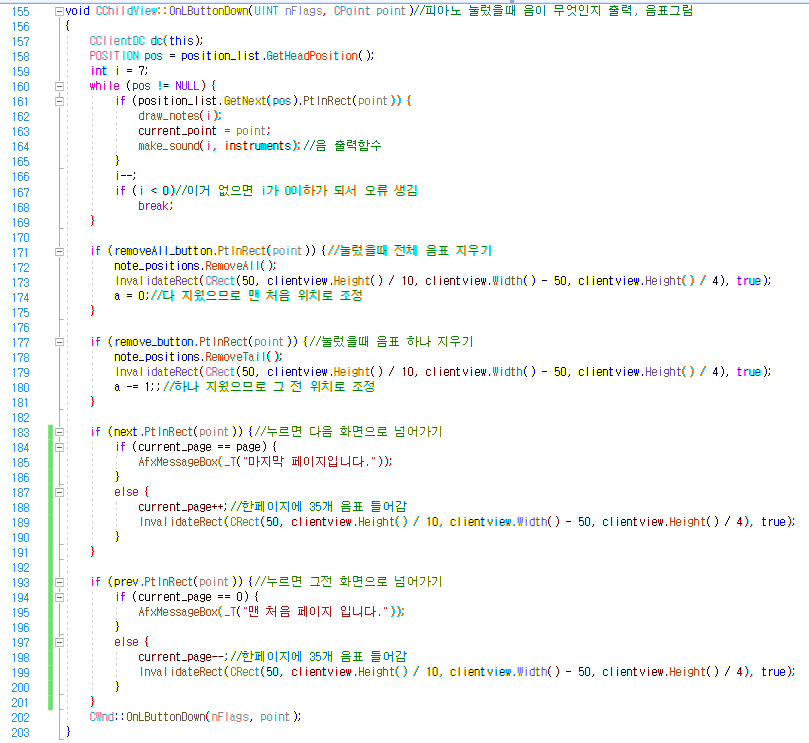 155 void CChildView::OnLButtonDown(UINT nFlags, CPoint point)//피아노 눌렀을때 음이 무엇인지 출력, 음표그림
156 {
157 CClientDC dc(this);
158 POSITION pos = position_list.GetHeadPosition();
159 int i = 7;
160 while (pos != NULL) {
161 if (position_list.GetNext(pos).PtInRect(point)) {
162 draw_notes(i);
163 current_point = point;
164 make_sound(i, instruments);//음 출력함수
165 }
166 i--;
167 if (i < 0)//이거 없으면 i가 0이하가 되서 오류 생김
168 break;
169 }
170
171 if (removeAll_button.PtInRect(point)) {//눌렀을때 전체 음표 지우기
172 note_positions.RemoveAll();
173 InvalidateRect(CRect(50, clientview.Height() / 10, clientview.Width() - 50, clientview.Height() / 4), true);
174 a = 0;//다 지웠으므로 맨 처음 위치로 조정
175 }
176
177 if (remove_button.PtInRect(point)) {//눌렀을때 음표 하나 지우기
178 note_positions.RemoveTail();
179 InvalidateRect(CRect(50, clientview.Height() / 10, clientview.Width() - 50, clientview.Height() / 4), true);
180 a -= 1;;//하나 지웠으므로 그 전 위치로 조정
181 }
182
183 if (next.PtInRect(point)) {//누르면 다음 화면으로 넘어가기
184 if (current_page == page) {
185 AfxMessageBox(_T("마지막 페이지입니다."));
186 }
187 else {
188 current_page++;//한페이지에 35개 음표 들어감
189 InvalidateRect(CRect(50, clientview.Height() / 10, clientview.Width() - 50, clientview.Height() / 4), true);
190 }
191 }
192
193 if (prev.PtInRect(point)) {//누르면 그전 화면으로 넘어가기
194 if (current_page == 0) {
195 AfxMessageBox(_T("맨 처음 페이지 입니다."));
196 }
197 else {
198 current_page--;//한페이지에 35개 음표 들어감
199 InvalidateRect(CRect(50, clientview.Height() / 10, clientview.Width() - 50, clientview.Height() / 4), true);
200 }
201 }
202 CWnd::OnLButtonDown(nFlags, point);
203 }